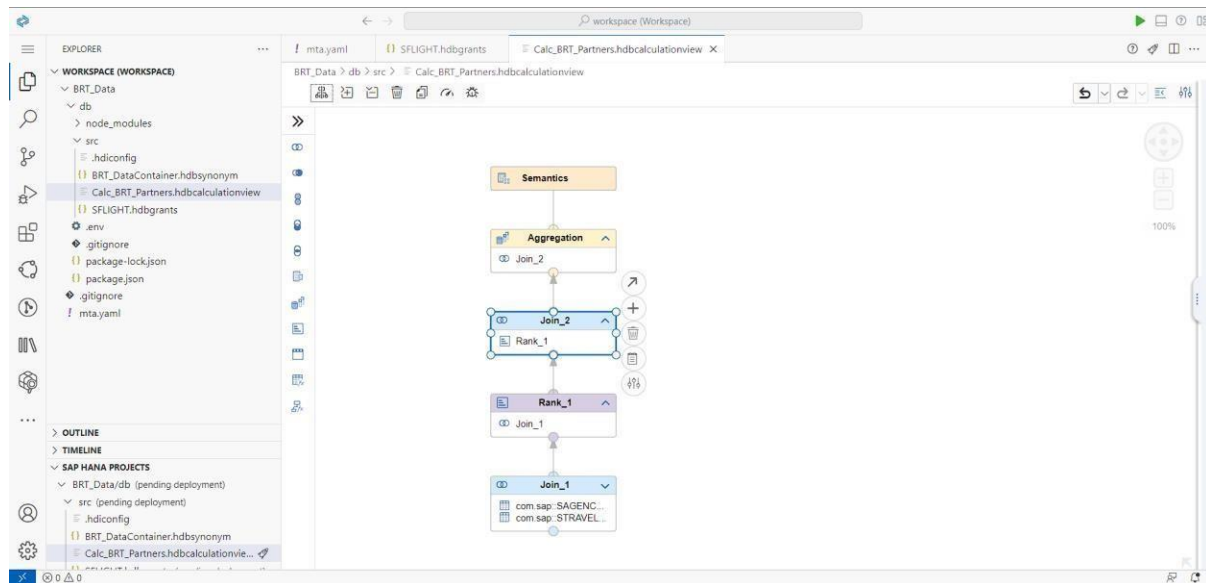 workspace (Workspace)
EXPLORER
mta.yaml
{} SFLIGHT.hdbgrants
Calc_BRT_Partners.hdbcalculationview
WORKSPACE (WORKSPACE)
BRT_Data > db > src > Calc_BRT_Partners.hdbcalculationview
BRT_Data
db
node_modules
src
.hdiconfig
{} BRT_DataContainer.hdbsynonym
Calc_BRT_Partners.hdbcalculationview
{} SFLIGHT.hdbgrants
.env
.gitignore
{} package-lock.json
{} package.json
.gitignore
! mta.yaml
Semantics
Aggregation
Join_2
Join_2
Rank_1
Rank_1
Join_1
Join_1
com.sap::SAGENC...
com.sap::STRAVEL...
100%
OUTLINE
TIMELINE
SAP HANA PROJECTS
BRT_Data/db (pending deployment)
src (pending deployment)
.hdiconfig
{} BRT_DataContainer.hdbsynonym
Calc_BRT_Partners.hdbcalculationvie...
0 0